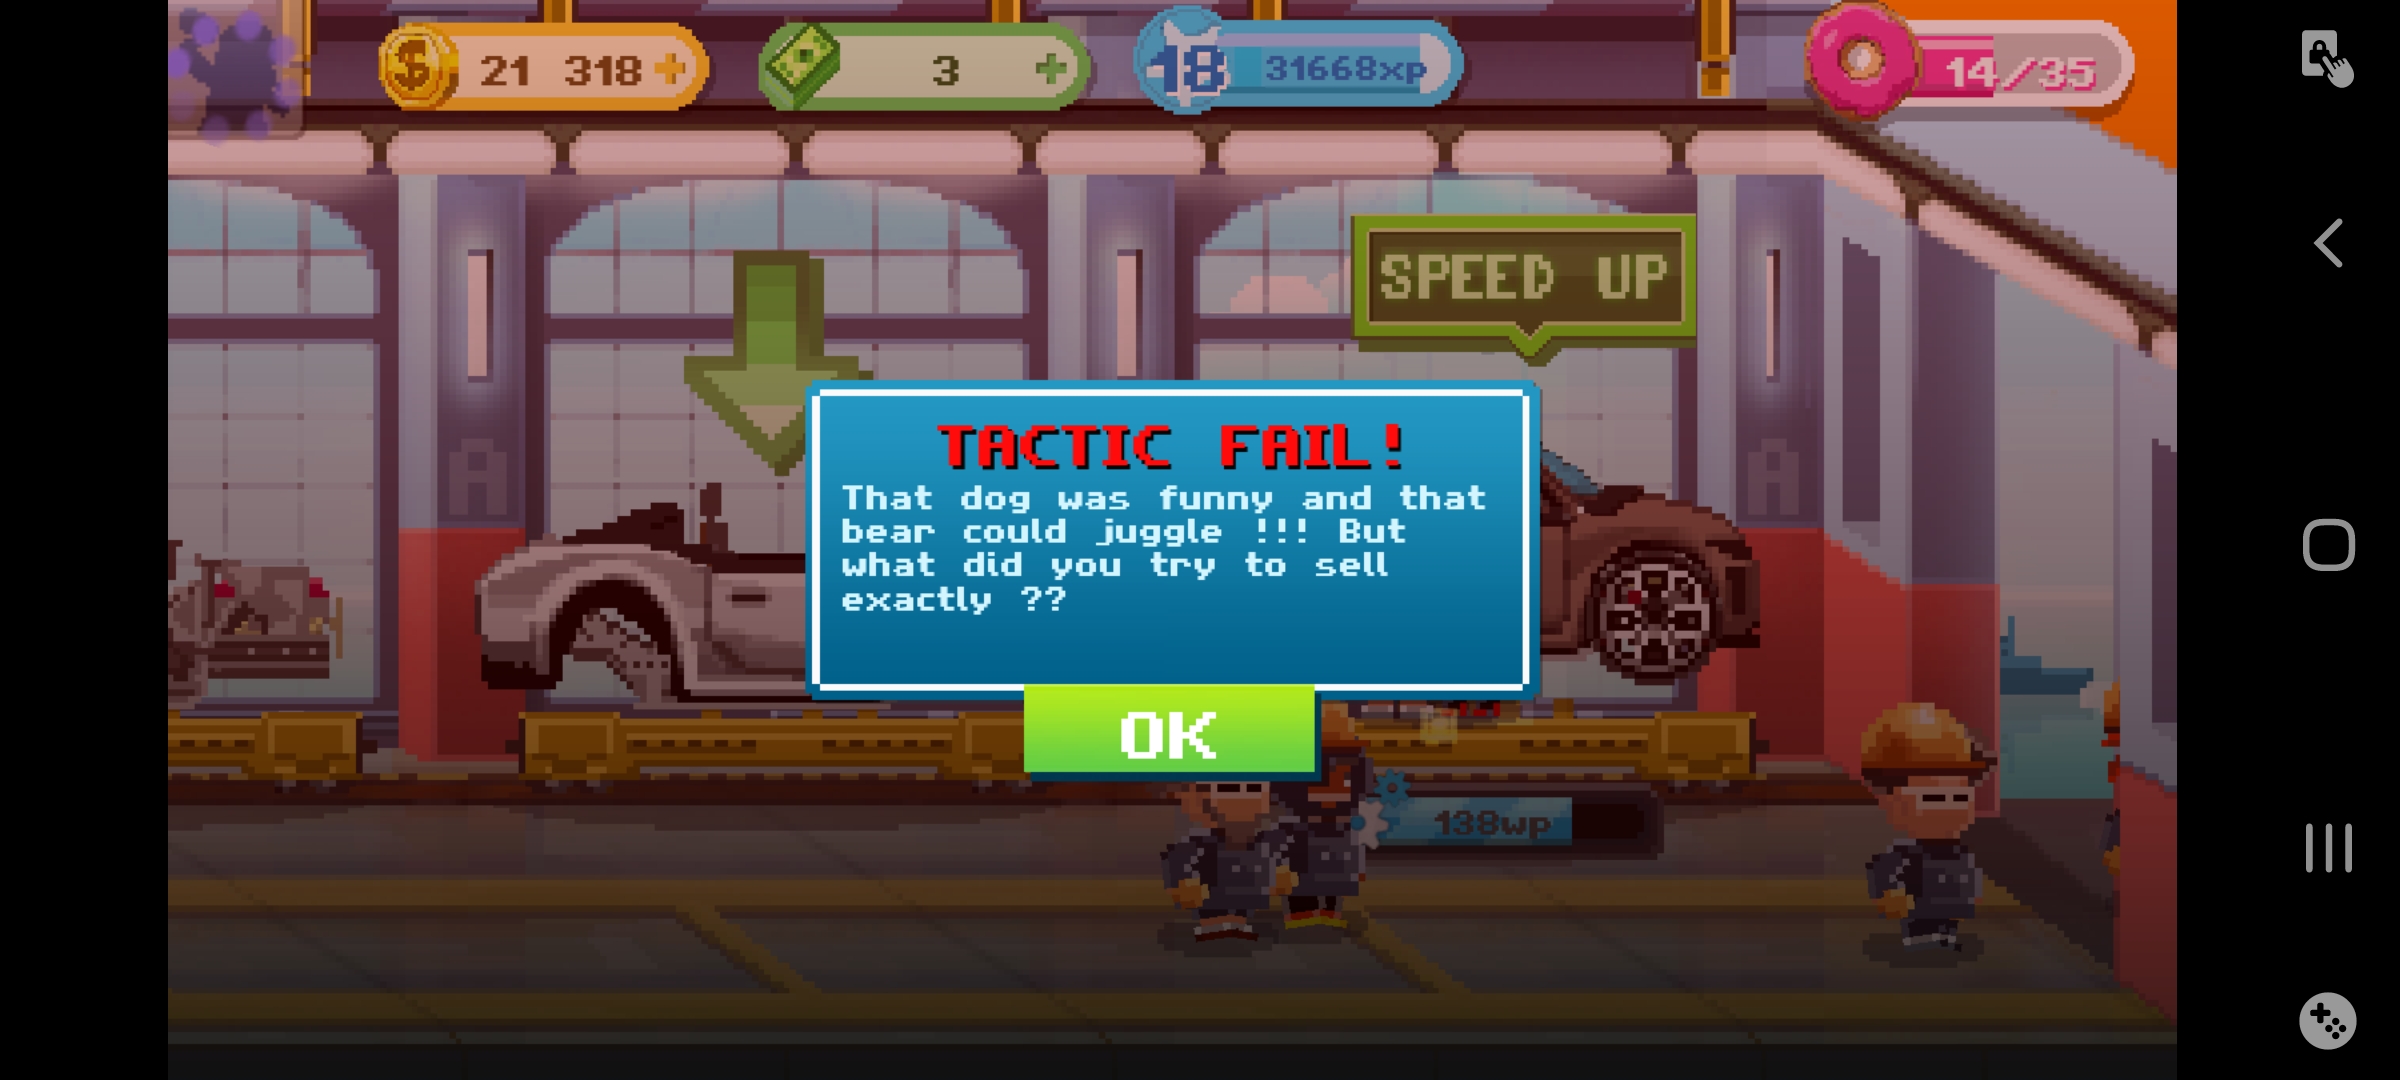 21 318 +
3 +
18 31668xp
14/35
SPEED UP
A A
TACTIC FAIL!
That dog was funny and that
bear could juggle !!! But
what did you try to sell
exactly ??
OK
138wp